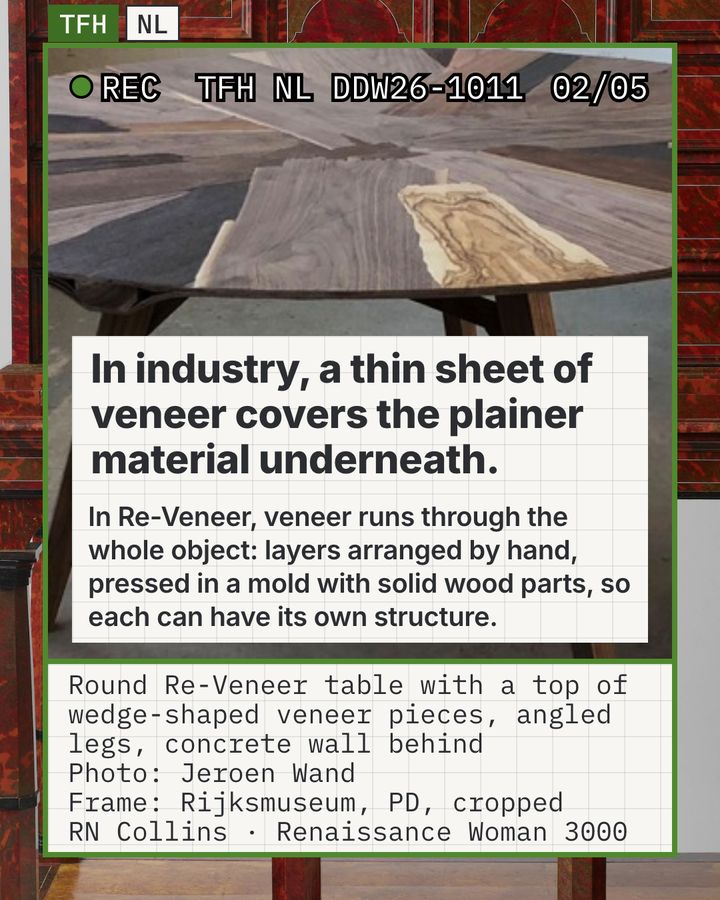 TFH NL
REC TFH NL DDW26-1011 02/05
In industry, a thin sheet of
veneer covers the plainer
material underneath.
In Re-Veneer, veneer runs through the
whole object: layers arranged by hand,
pressed in a mold with solid wood parts, so
each can have its own structure.
Round Re-Veneer table with a top of
wedge-shaped veneer pieces, angled
legs, concrete wall behind
Photo: Jeroen Wand
Frame: Rijksmuseum, PD, cropped
RN Collins · Renaissance Woman 3000